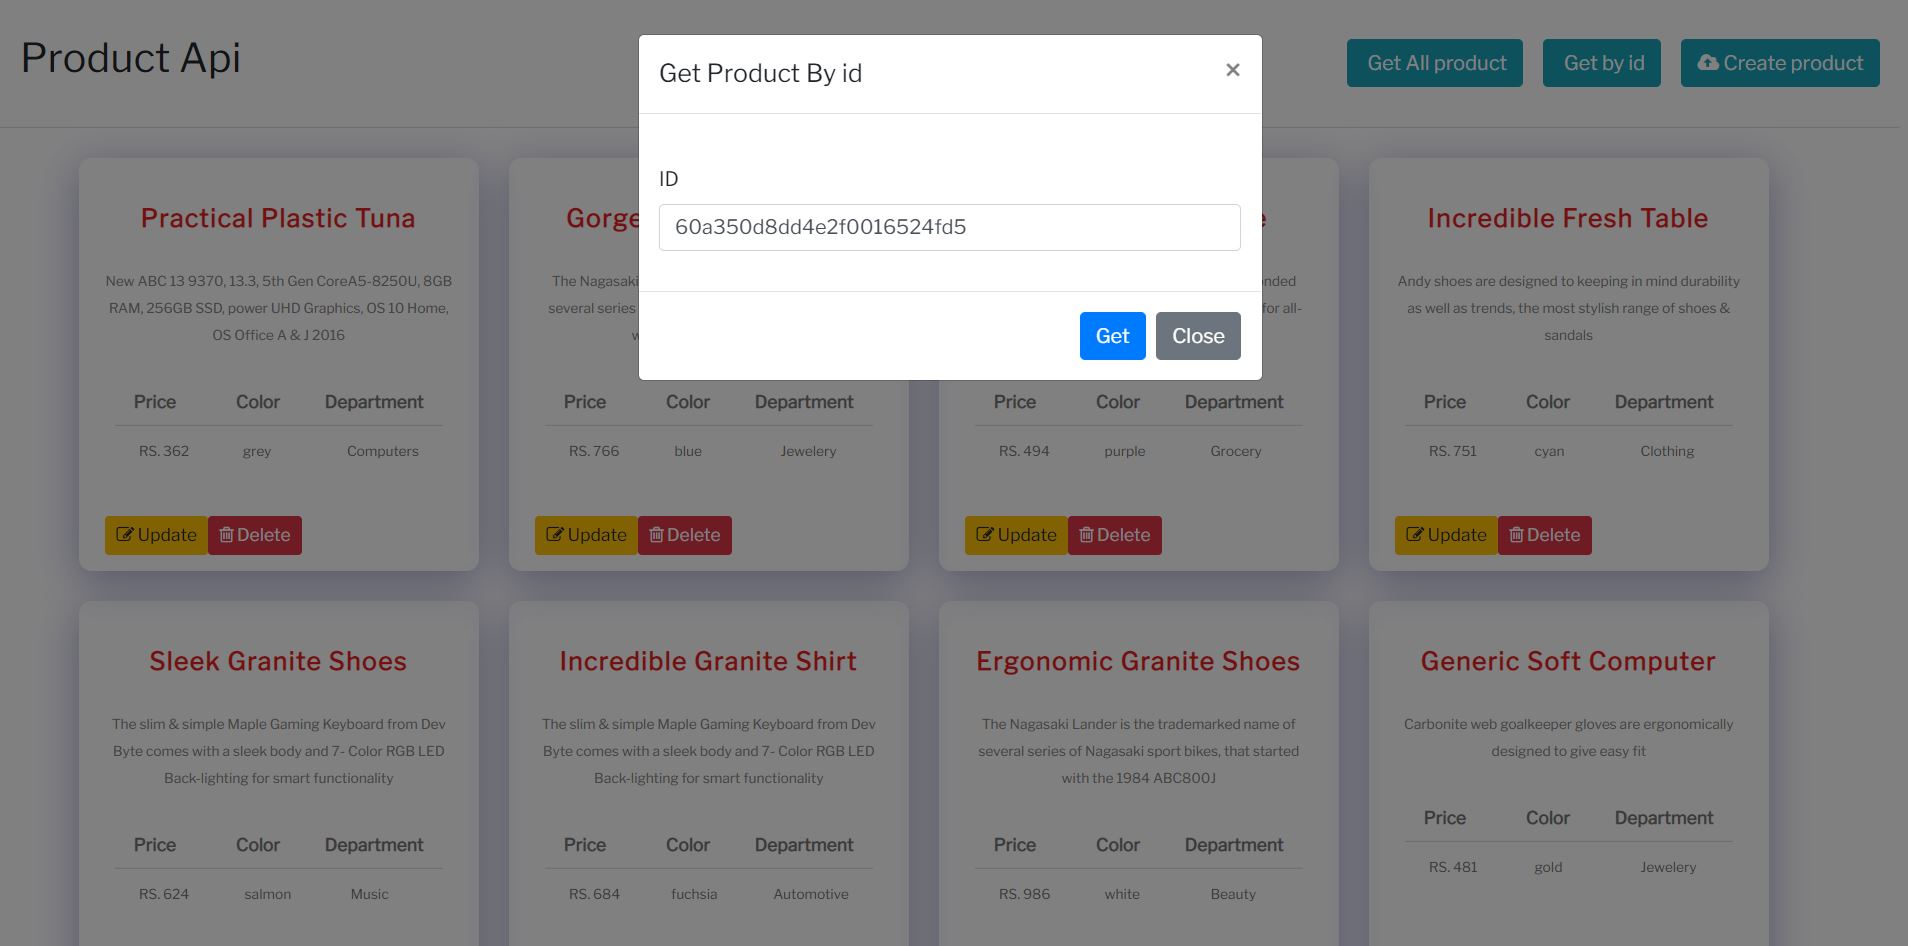 Product Api
Get Product By id
×
Get All product
Get by id
Create product
ID
60a350d8dd4e2f0016524fd5
Get
Close
Practical Plastic Tuna
New ABC 13 9370, 13.3, 5th Gen CoreA5-8250U, 8GB
RAM, 256GB SSD, power UHD Graphics, OS 10 Home,
OS Office A & J 2016
Price Color Department
RS. 362 grey Computers
Update Delete
The Nagasaki
several series
Price Color Department
RS. 766 blue Jewelery
Update Delete
for all-
Price Color Department
RS. 494 purple Grocery
Update Delete
Incredible Fresh Table
Andy shoes are designed to keeping in mind durability
as well as trends, the most stylish range of shoes &
sandals
Price Color Department
RS. 751 cyan Clothing
Update Delete
Sleek Granite Shoes
The slim & simple Maple Gaming Keyboard from Dev
Byte comes with a sleek body and 7- Color RGB LED
Back-lighting for smart functionality
Price Color Department
RS. 624 salmon Music
Incredible Granite Shirt
The slim & simple Maple Gaming Keyboard from Dev
Byte comes with a sleek body and 7- Color RGB LED
Back-lighting for smart functionality
Price Color Department
RS. 684 fuchsia Automotive
Ergonomic Granite Shoes
The Nagasaki Lander is the trademarked name of
several series of Nagasaki sport bikes, that started
with the 1984 ABC800J
Price Color Department
RS. 986 white Beauty
Generic Soft Computer
Carbonite web goalkeeper gloves are ergonomically
designed to give easy fit
Price Color Department
RS. 481 gold Jewelery